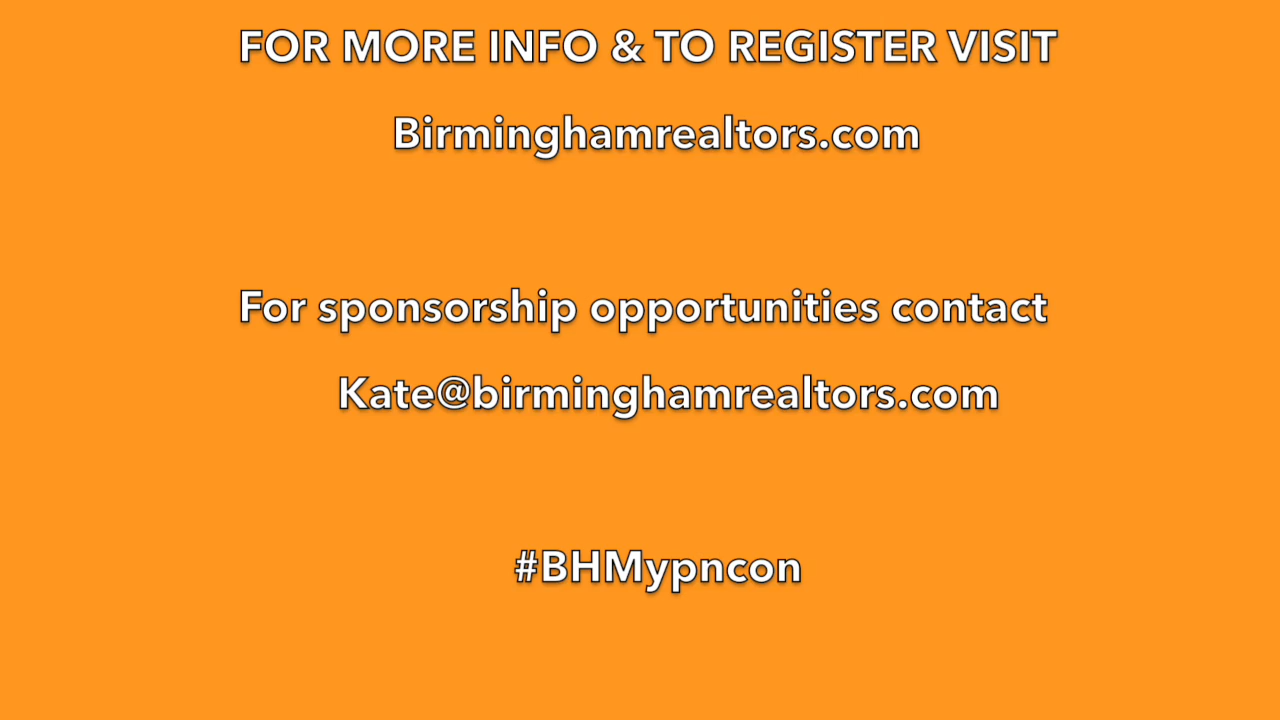 FOR MORE INFO & TO REGISTER VISIT
Birminghamrealtors.com
For sponsorship opportunities contact
Kate@birminghamrealtors.com
#BHMypncon